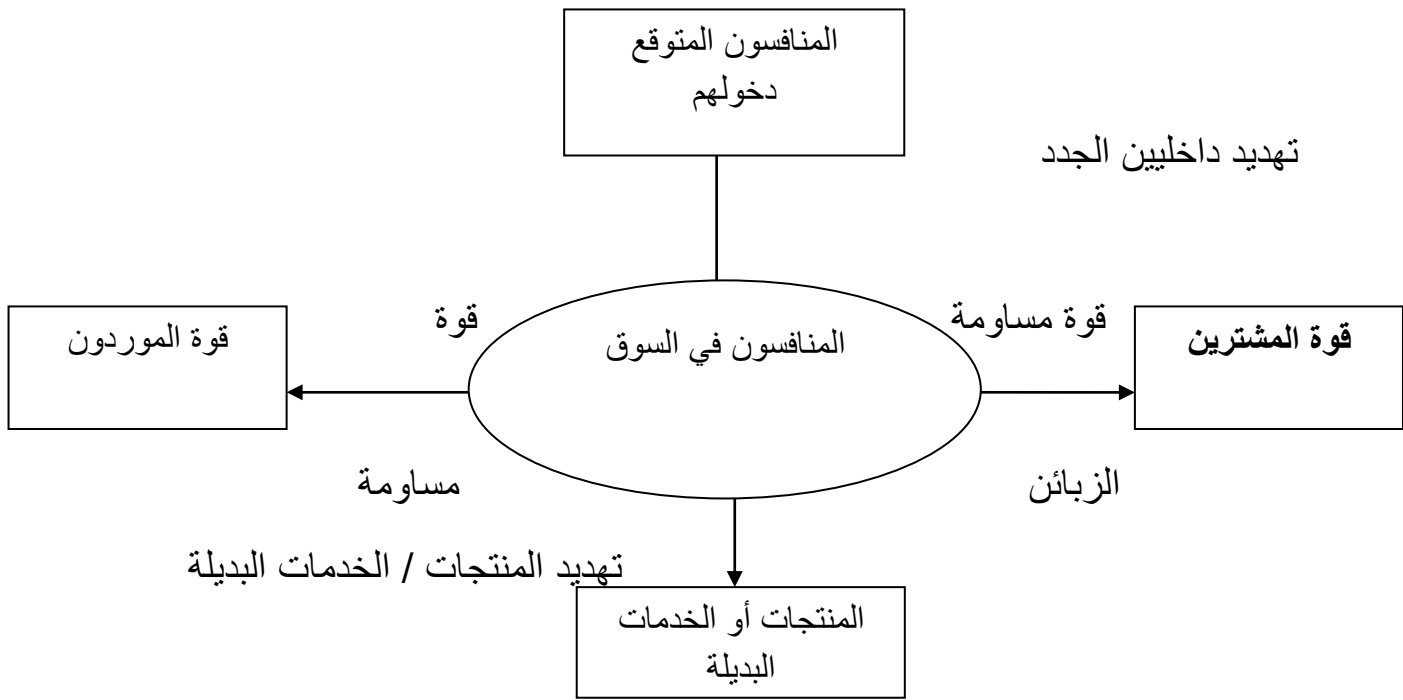 المنافسون المتوقع
دخولهم
تهديد داخليين الجدد
قوة المشترين
قوة مساومة
المنافسون في السوق
قوة
قوة الموردون
الزبائن
مساومة
تهديد المنتجات / الخدمات البديلة
المنتجات أو الخدمات
البديلة